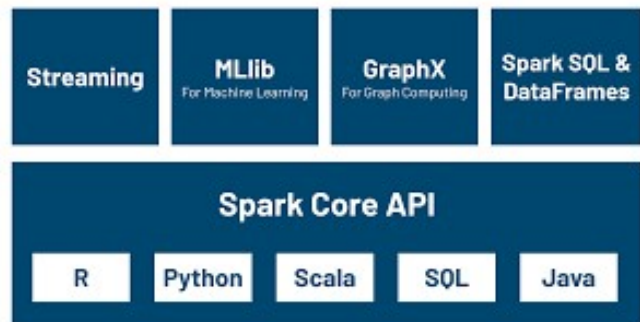 Streaming
MLlib
For Machine Learning
GraphX
For Graph Computing
Spark SQL &
DataFrames
Spark Core API
R
Python
Scala
SQL
Java